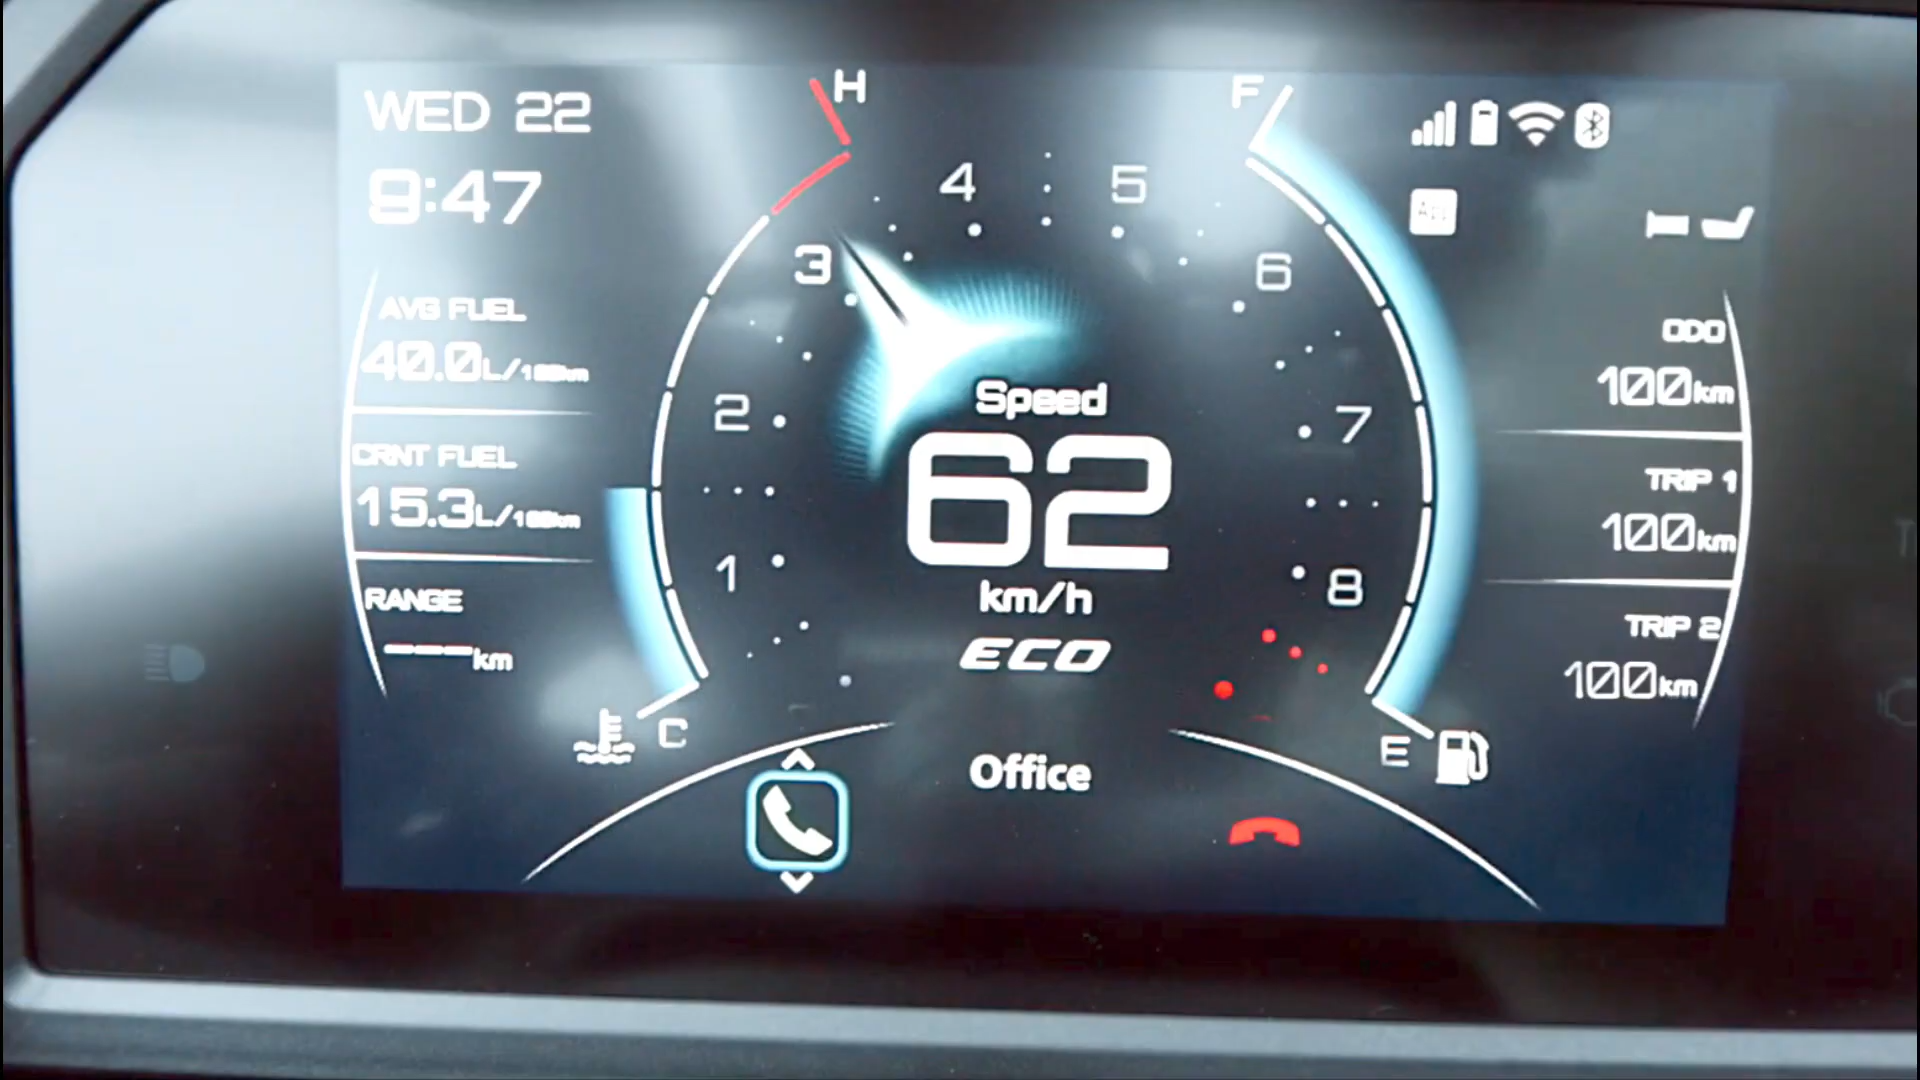 WED 22
9:47
AVG FUEL
40.0L/100km
CRNT FUEL
15.3L/100km
RANGE
----km
H
C
1
2
3
4
5
6
7
8
Speed
62
km/h
ECO
Office
F
E
ODO
100km
TRIP 1
100km
TRIP 2
100km